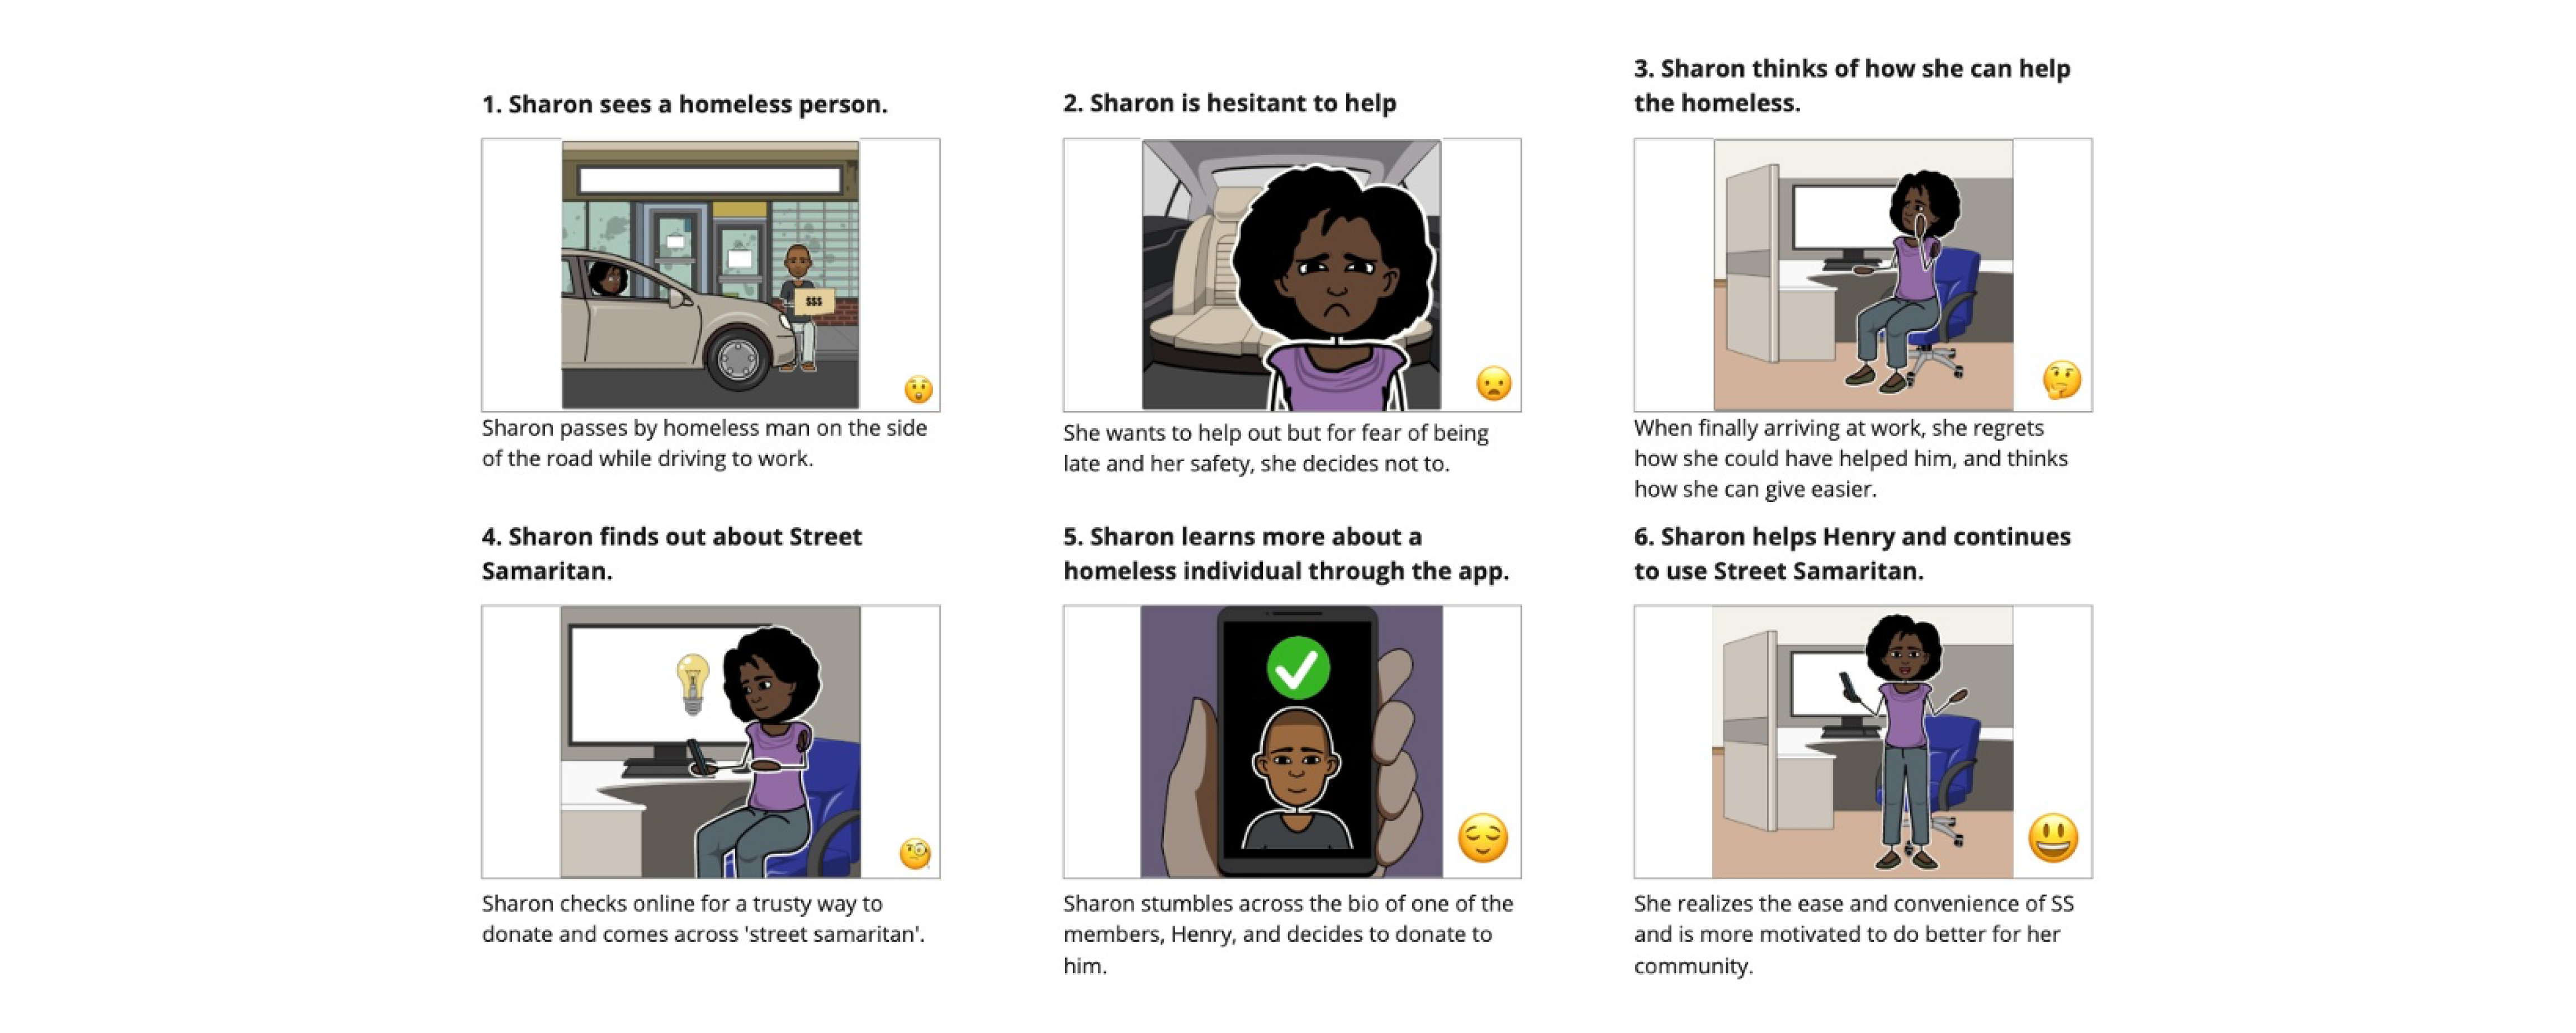 1. Sharon sees a homeless person.
$$$
Sharon passes by homeless man on the side
of the road while driving to work.
2. Sharon is hesitant to help
She wants to help out but for fear of being
late and her safety, she decides not to.
3. Sharon thinks of how she can help
the homeless.
When finally arriving at work, she regrets
how she could have helped him, and thinks
how she can give easier.
4. Sharon finds out about Street
Samaritan.
Sharon checks online for a trusty way to
donate and comes across 'street samaritan'.
5. Sharon learns more about a
homeless individual through the app.
Sharon stumbles across the bio of one of the
members, Henry, and decides to donate to
him.
6. Sharon helps Henry and continues
to use Street Samaritan.
She realizes the ease and convenience of SS
and is more motivated to do better for her
community.